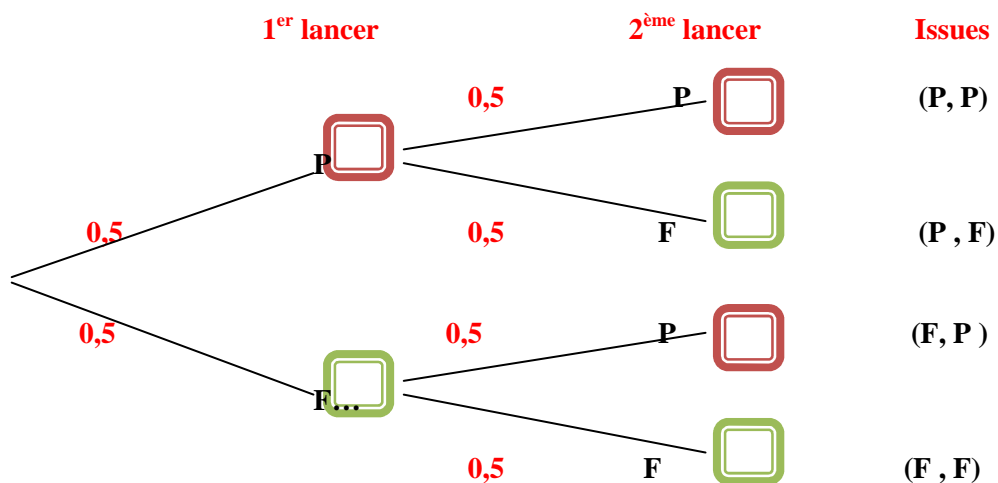 1er lancer 2ème lancer Issues
0,5 P (P, P)
P
0,5 0,5 F (P , F)
0,5 0,5 P (F, P )
F...
0,5 F (F , F)